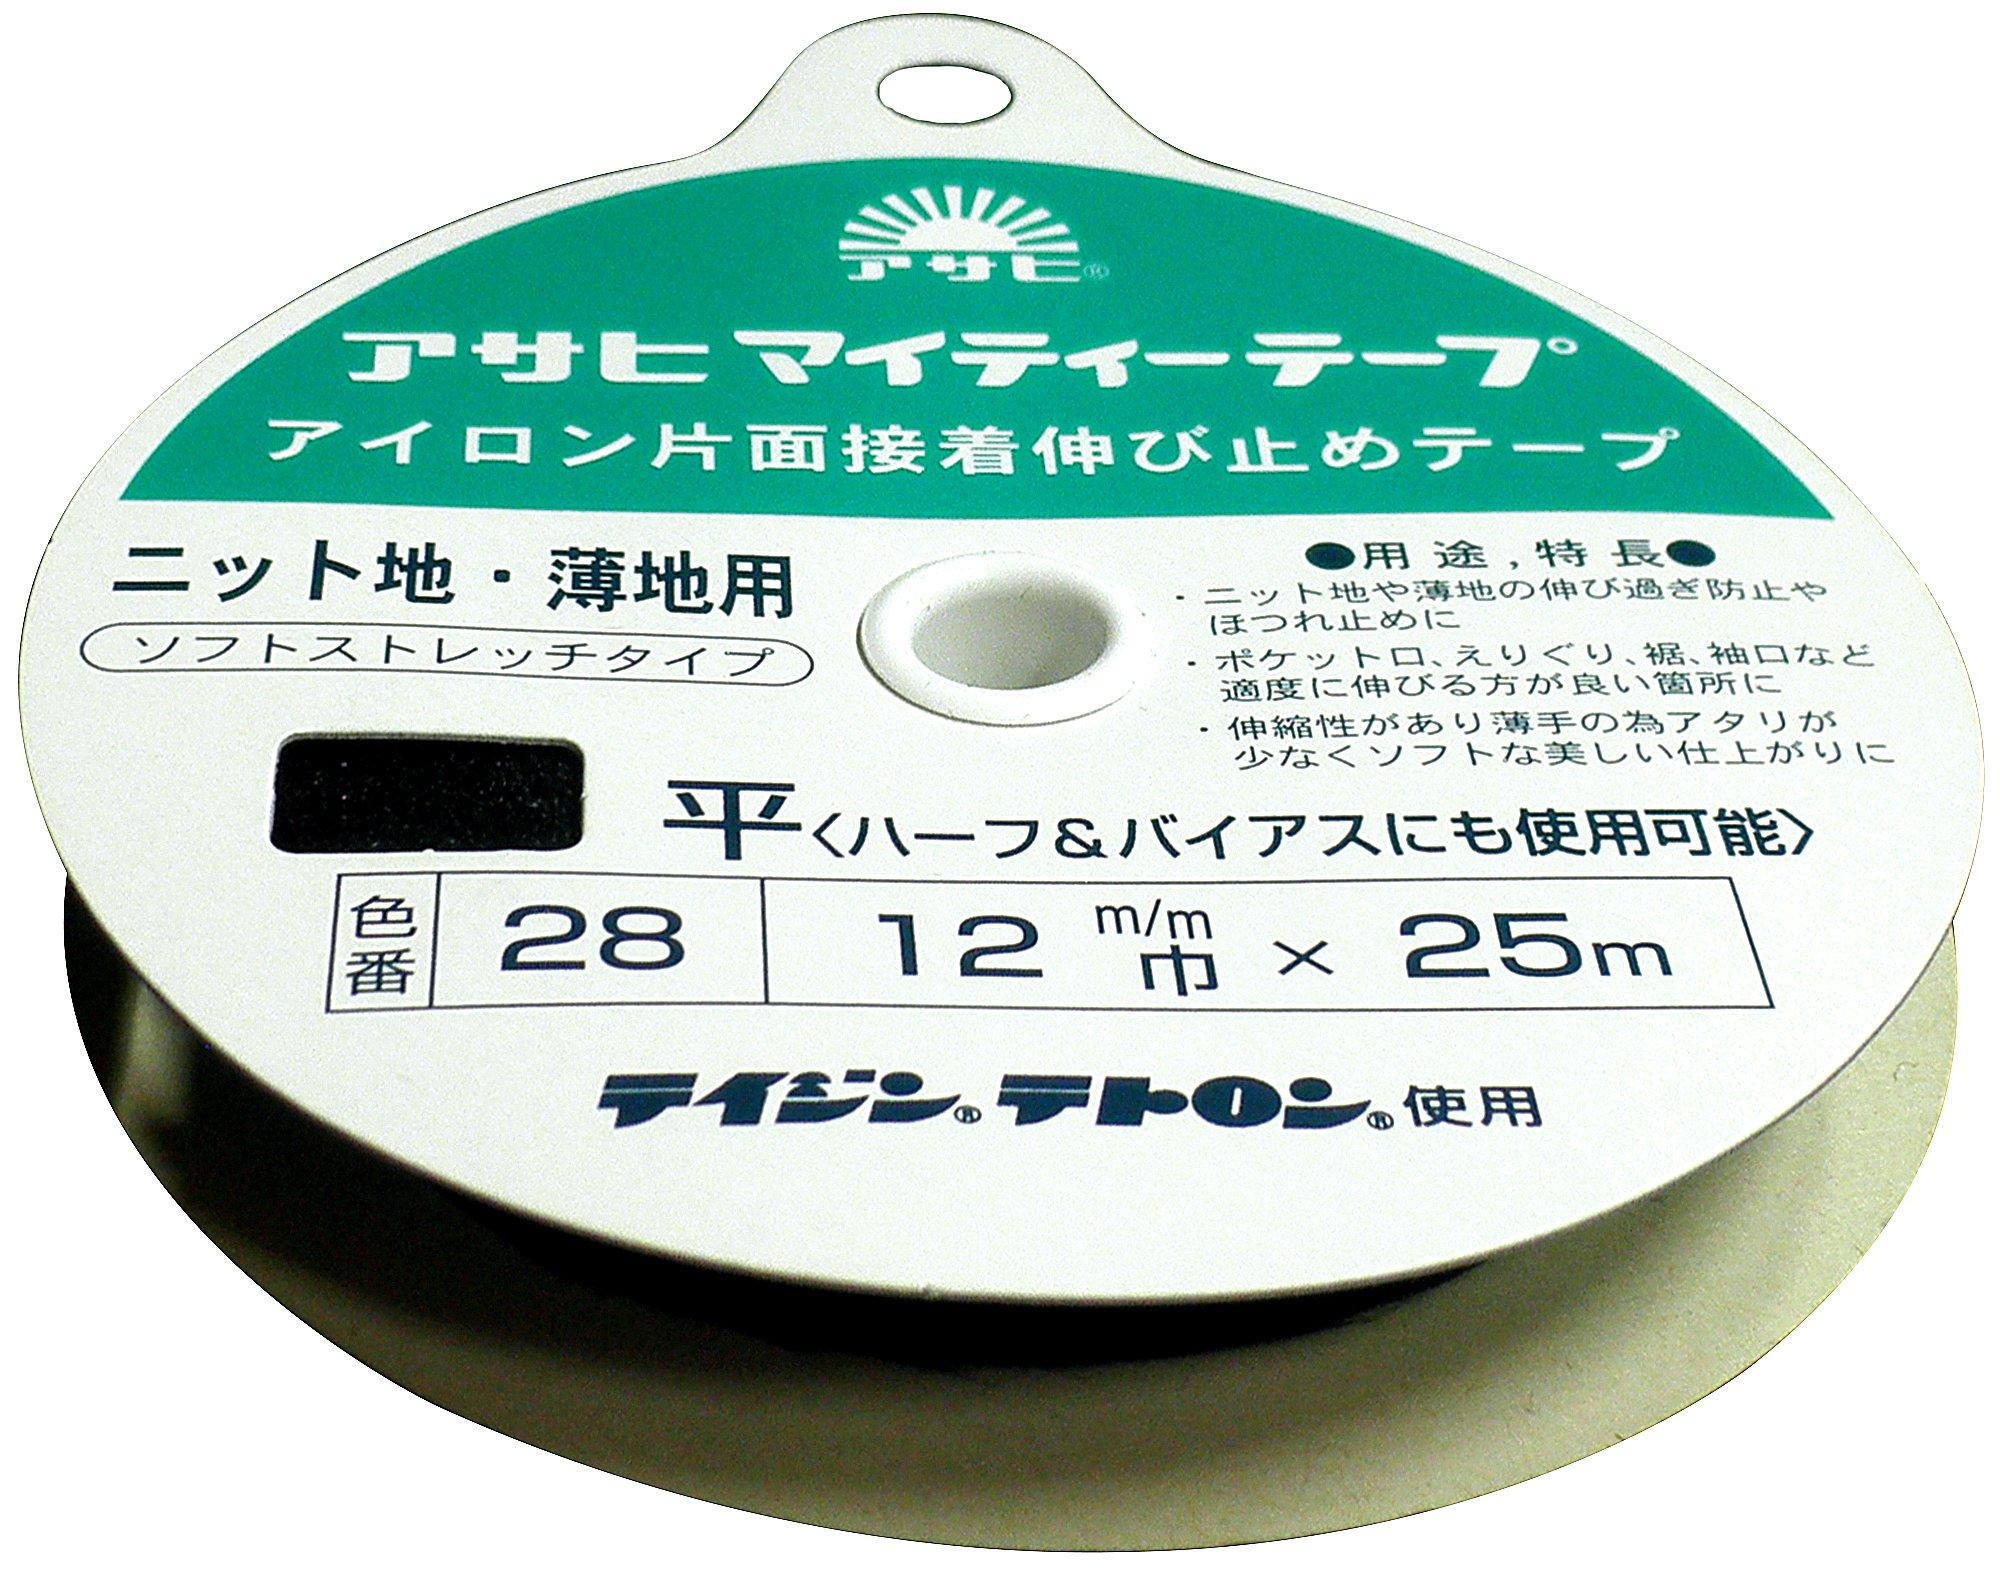 アサヒ®
アサヒマイティーテープ
アイロン片面接着伸び止めテープ
ニット地・薄地用
ソフトストレッチタイプ
●用途,特長●
・ニット地や薄地の伸び過ぎ防止や
ほつれ止めに
・ポケット口、えりぐり、裾、袖口など
適度に伸びる方が良い箇所に
・伸縮性があり薄手の為アタリが
少なくソフトな美しい仕上がりに
平〈ハーフ&バイアスにも使用可能〉
色番 28 12m/m巾×25m
テイジン®テトロン®使用